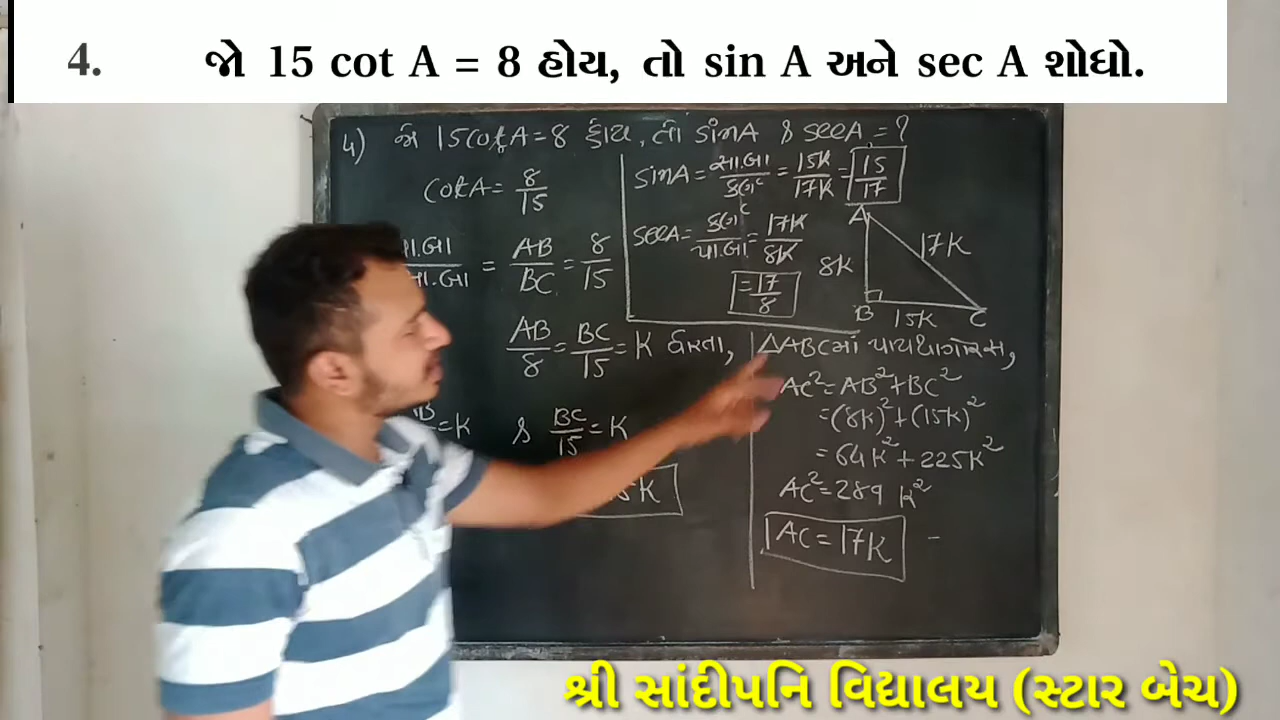 4. જો 15 cot A = 8 હોય, તો sin A અને sec A શોધો.
4) જો 15cotA=8 હોય, તો sinA & secA = ?
cotA = 8/15
પા.બા / સા.બા = AB/BC = 8/15
AB/8 = BC/15 = K ધારતા,
B = K & BC/15 = K
5K
sinA = સા.બા/કર્ણ = 15K/17K = 15/17
secA = કર્ણ/પા.બા = 17K/8K
= 17/8
A
8K 17K
B 15K C
△ABCમાં પાયથાગોરસ,
AC² = AB² + BC²
= (8K)² + (15K)²
= 64K² + 225K²
AC² = 289 K²
AC = 17K
શ્રી સાંદીપનિ વિદ્યાલય (સ્ટાર બેચ)